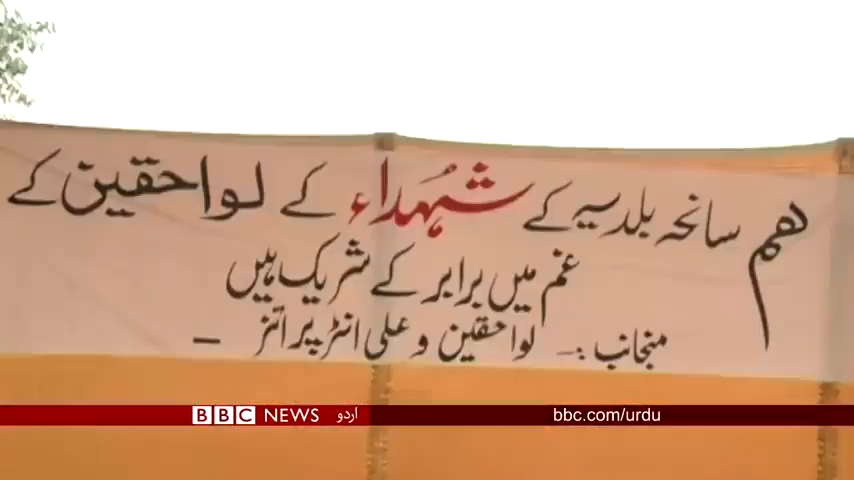 ہم سانحہ بلدیہ کے شہداء کے لواحقین کے
غم میں برابر کے شریک ہیں
منجانب :- لواحقین و علی انٹرپرائز -
BBC NEWS اردو
bbc.com/urdu